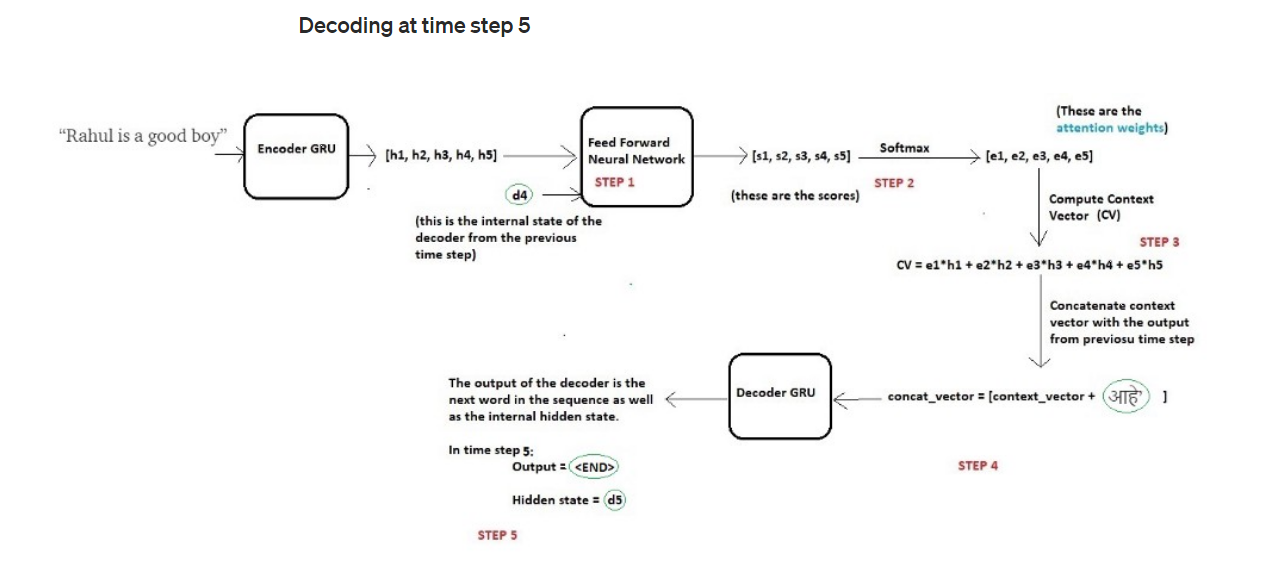 Decoding at time step 5
“Rahul is a good boy”
Encoder GRU
[h1, h2, h3, h4, h5]
d4
(this is the internal state of the
decoder from the previous
time step)
Feed Forward
Neural Network
STEP 1
[s1, s2, s3, s4, s5]
(these are the scores)
Softmax
STEP 2
(These are the
attention weights)
[e1, e2, e3, e4, e5]
Compute Context
Vector (CV)
STEP 3
CV = e1*h1 + e2*h2 + e3*h3 + e4*h4 + e5*h5
Concatenate context
vector with the output
from previosu time step
concat_vector = [context_vector + आहे ]
STEP 4
Decoder GRU
The output of the decoder is the
next word in the sequence as well
as the internal hidden state.
In time step 5:
Output = <END>
Hidden state = d5
STEP 5